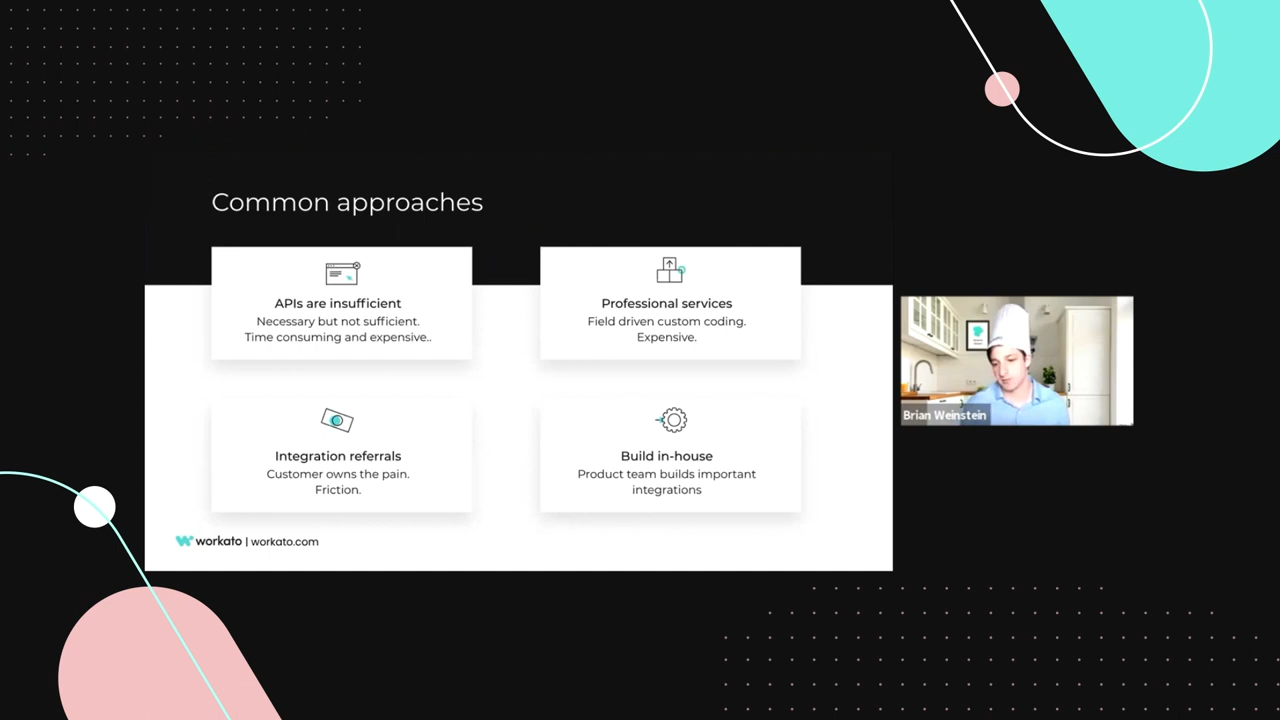 Common approaches
APIs are insufficient
Necessary but not sufficient.
Time consuming and expensive..
Professional services
Field driven custom coding.
Expensive.
Integration referrals
Customer owns the pain.
Friction.
Build in-house
Product team builds important
integrations
workato | workato.com
Brian Weinstein